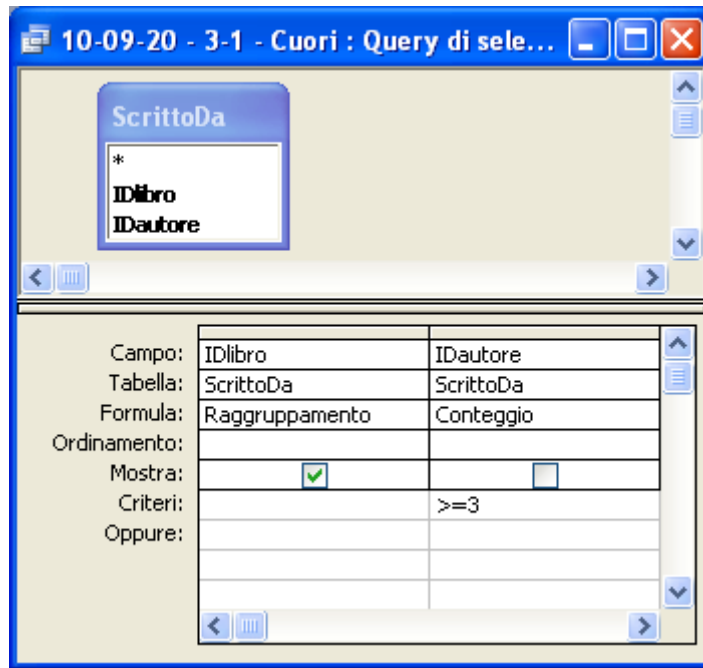 10-09-20 - 3-1 - Cuori : Query di sele...
ScrittoDa
*
IDlibro
IDautore
Campo: IDlibro IDautore
Tabella: ScrittoDa ScrittoDa
Formula: Raggruppamento Conteggio
Ordinamento:
Mostra:
Criteri: >=3
Oppure: